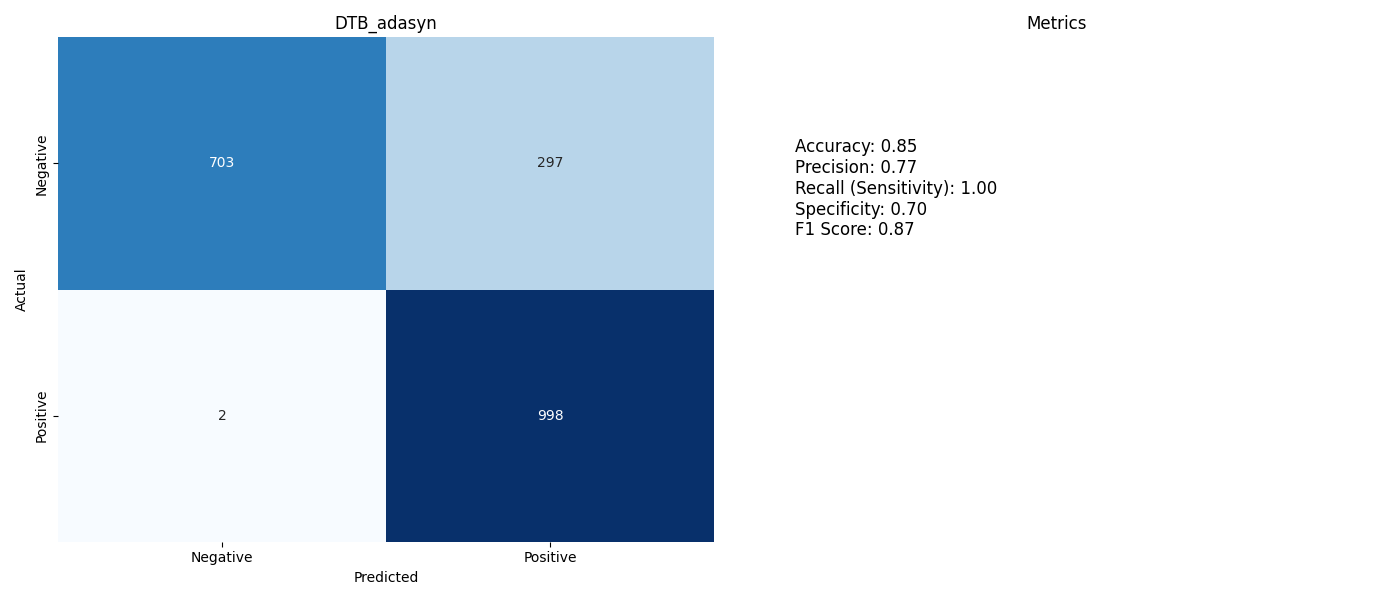 DTB_adasyn
Negative
703
297
Actual
Positive
2
998
Negative
Positive
Predicted
Metrics
Accuracy: 0.85
Precision: 0.77
Recall (Sensitivity): 1.00
Specificity: 0.70
F1 Score: 0.87